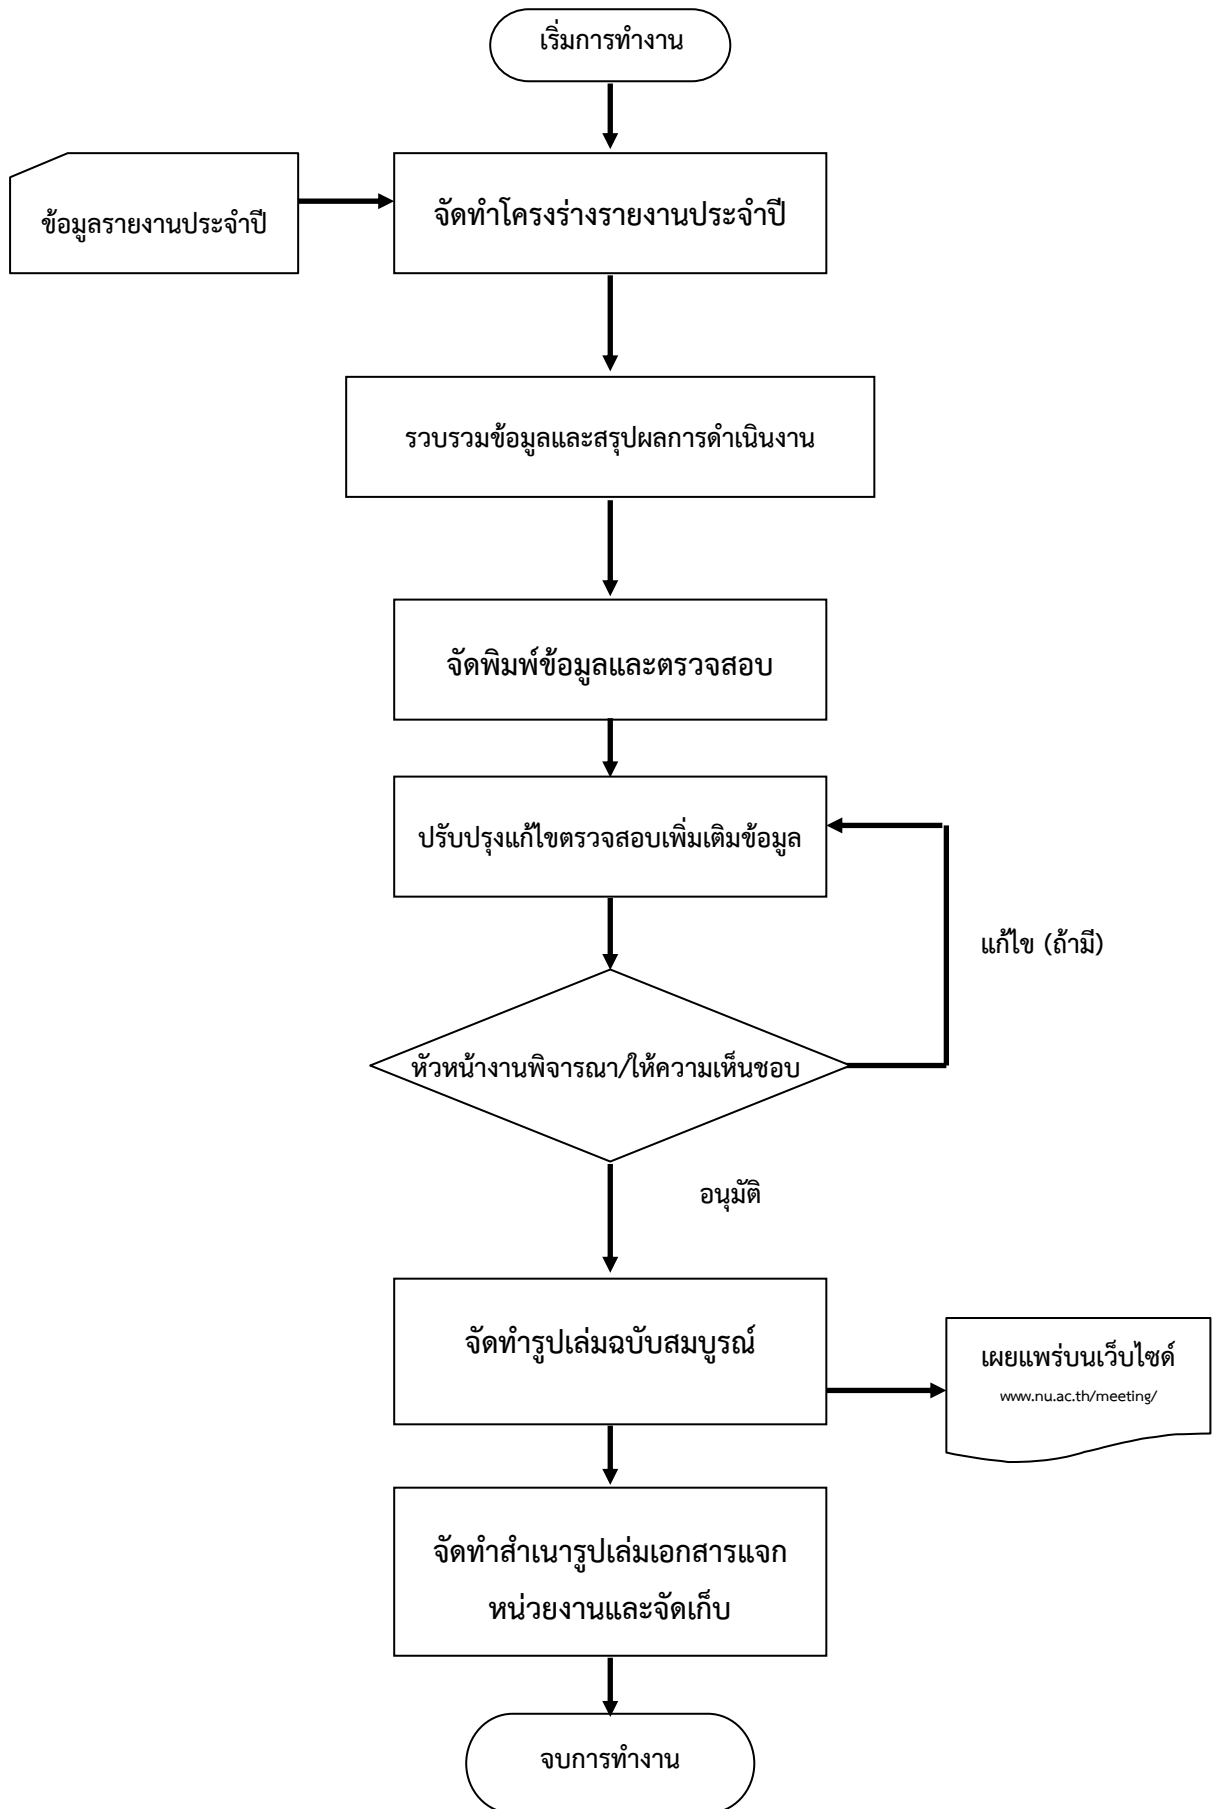 เริ่มการทำงาน
ข้อมูลรายงานประจำปี
จัดทำโครงร่างรายงานประจำปี
รวบรวมข้อมูลและสรุปผลการดำเนินงาน
จัดพิมพ์ข้อมูลและตรวจสอบ
ปรับปรุงแก้ไขตรวจสอบเพิ่มเติมข้อมูล
แก้ไข (ถ้ามี)
หัวหน้างานพิจารณา/ให้ความเห็นชอบ
อนุมัติ
จัดทำรูปเล่มฉบับสมบูรณ์
เผยแพร่บนเว็บไซด์
www.nu.ac.th/meeting/
จัดทำสำเนารูปเล่มเอกสารแจก
หน่วยงานและจัดเก็บ
จบการทำงาน